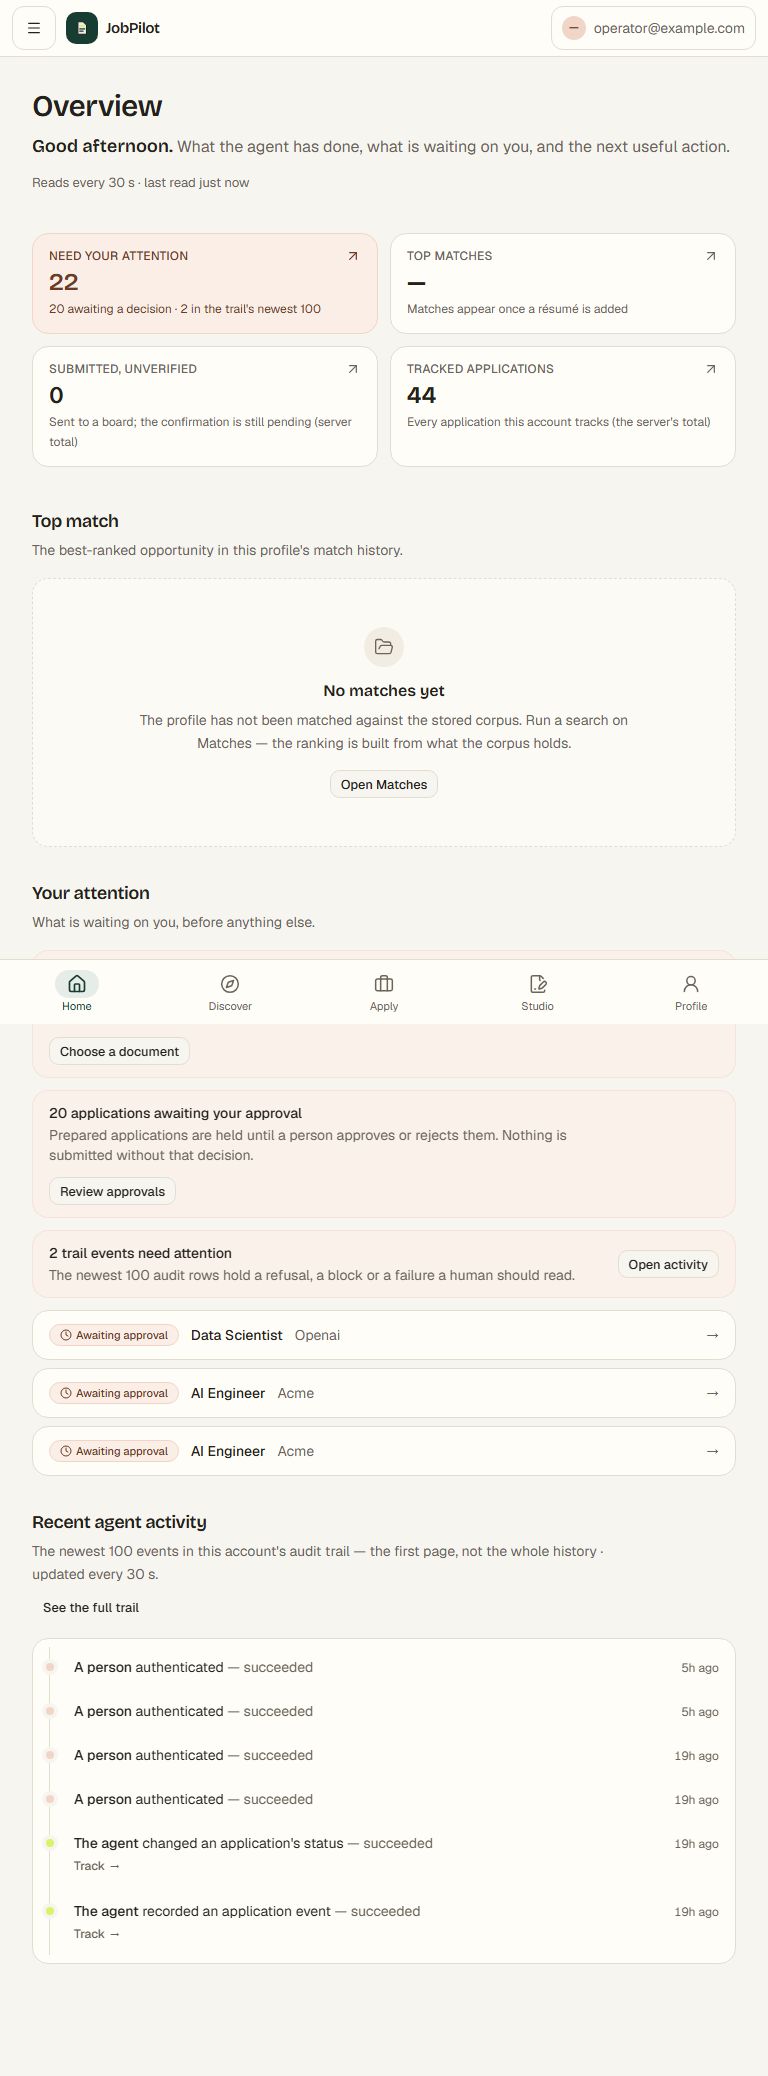 JobPilot
operator@example.com
Overview
Good afternoon. What the agent has done, what is waiting on you, and the next useful action.
Reads every 30 s · last read just now
NEED YOUR ATTENTION
22
20 awaiting a decision · 2 in the trail's newest 100
TOP MATCHES
—
Matches appear once a résumé is added
SUBMITTED, UNVERIFIED
0
Sent to a board; the confirmation is still pending (server
total)
TRACKED APPLICATIONS
44
Every application this account tracks (the server's total)
Top match
The best-ranked opportunity in this profile's match history.
No matches yet
The profile has not been matched against the stored corpus. Run a search on
Matches — the ranking is built from what the corpus holds.
Open Matches
Your attention
What is waiting on you, before anything else.
Home
Discover
Apply
Studio
Profile
Choose a document
20 applications awaiting your approval
Prepared applications are held until a person approves or rejects them. Nothing is
submitted without that decision.
Review approvals
2 trail events need attention
The newest 100 audit rows hold a refusal, a block or a failure a human should read.
Open activity
Awaiting approval Data Scientist Openai →
Awaiting approval AI Engineer Acme →
Awaiting approval AI Engineer Acme →
Recent agent activity
The newest 100 events in this account's audit trail — the first page, not the whole history ·
updated every 30 s.
See the full trail
A person authenticated — succeeded 5h ago
A person authenticated — succeeded 5h ago
A person authenticated — succeeded 19h ago
A person authenticated — succeeded 19h ago
The agent changed an application's status — succeeded 19h ago
Track →
The agent recorded an application event — succeeded 19h ago
Track →